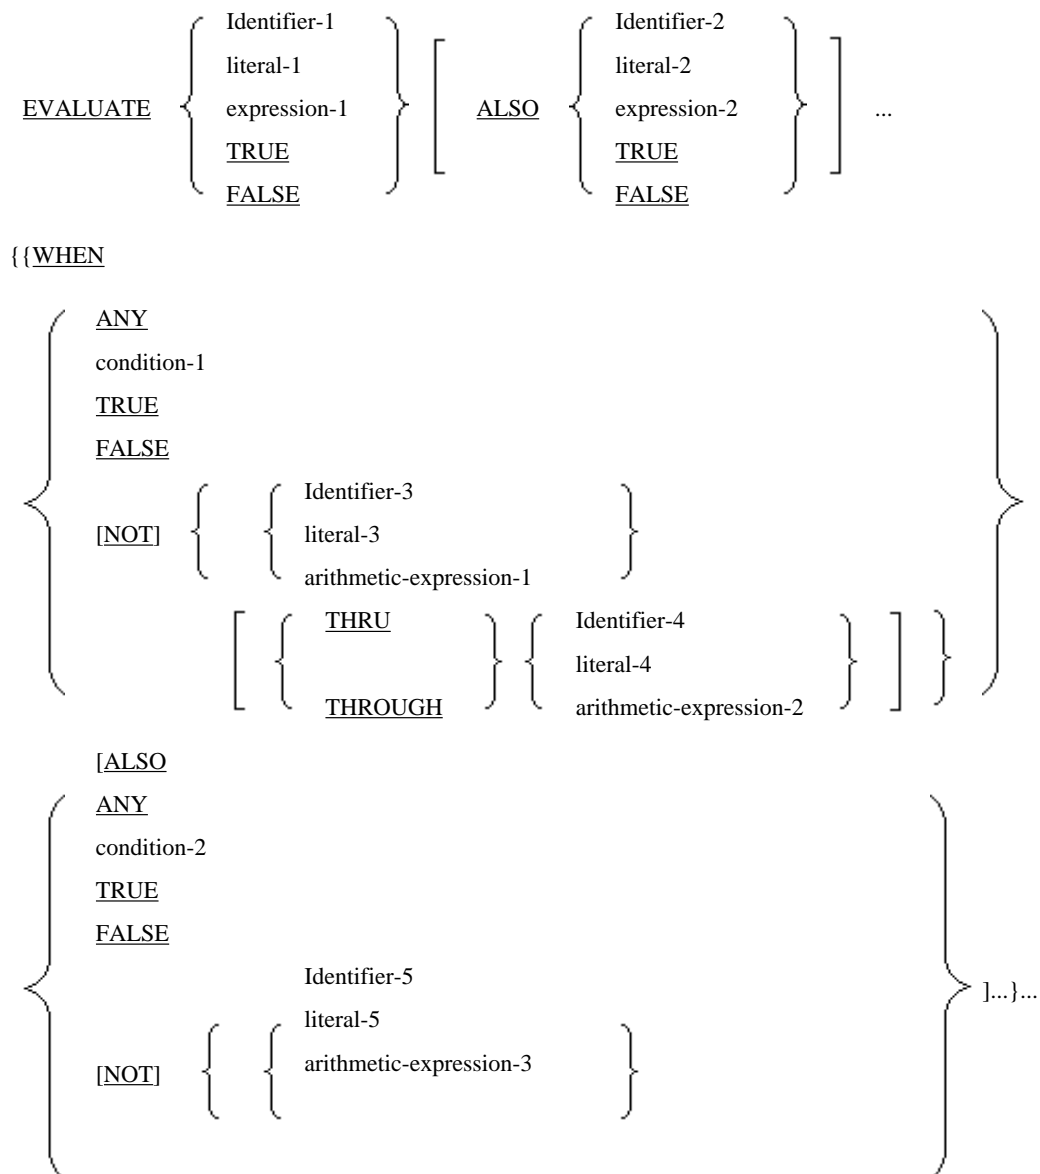 Identifier-1 Identifier-2
literal-1 literal-2
EVALUATE expression-1 ALSO expression-2 ...
TRUE TRUE
FALSE FALSE
{{WHEN
ANY
condition-1
TRUE
FALSE
Identifier-3
[NOT] literal-3
arithmetic-expression-1
THRU Identifier-4
literal-4
THROUGH arithmetic-expression-2
[ALSO
ANY
condition-2
TRUE
FALSE
Identifier-5
]...}...
literal-5
arithmetic-expression-3
[NOT]